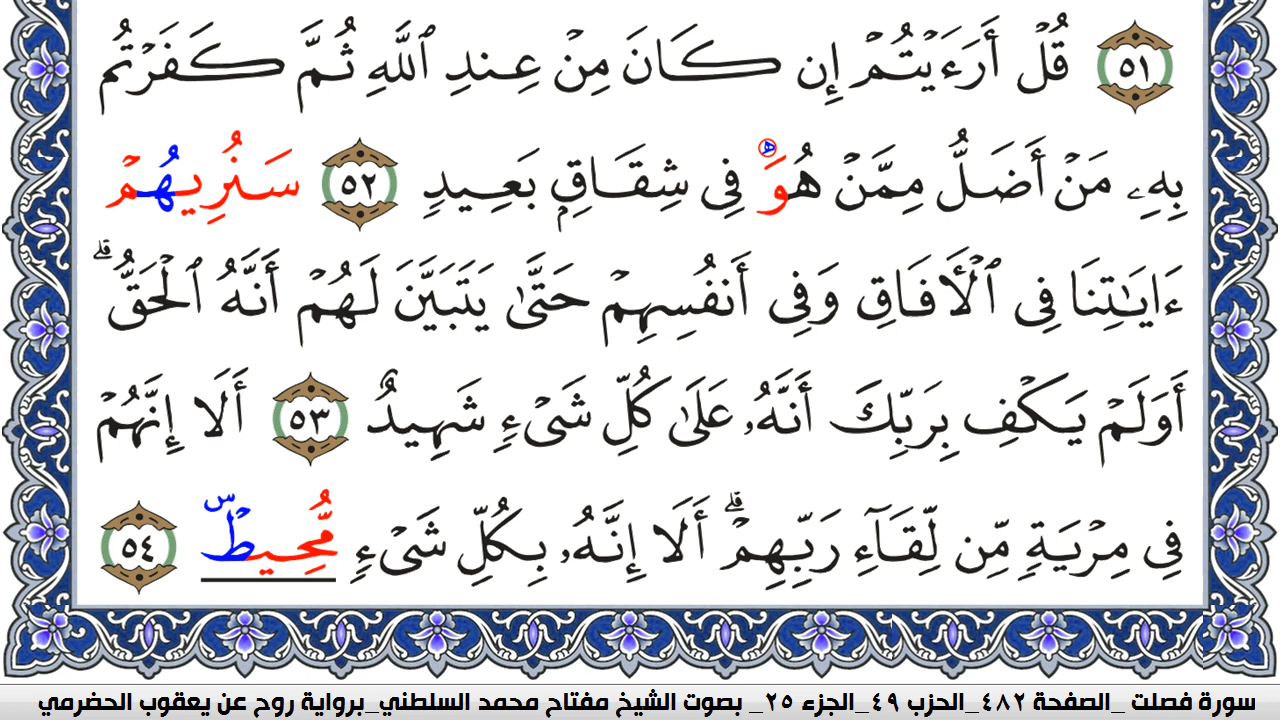 ٥١ قُلْ أَرَءَيْتُمْ إِن كَانَ مِنْ عِندِ ٱللَّهِ ثُمَّ كَفَرْتُم
بِهِۦ مَنْ أَضَلُّ مِمَّنْ هُوَهْ فِى شِقَاقٍۭ بَعِيدٍ ٥٢ سَنُرِيهُمْ
ءَايَٰتِنَا فِى ٱلْأَفَاقِ وَفِى أَنفُسِهِمْ حَتَّىٰ يَتَبَيَّنَ لَهُمْ أَنَّهُ ٱلْحَقُّ ۗ
أَوَلَمْ يَكْفِ بِرَبِّكَ أَنَّهُۥ عَلَىٰ كُلِّ شَىْءٍ شَهِيدٌ ٥٣ أَلَا إِنَّهُمْ
فِى مِرْيَةٍ مِّن لِّقَآءِ رَبِّهِمْ ۗ أَلَا إِنَّهُۥ بِكُلِّ شَىْءٍ مُّحِيطْ س ٥٤
سورة فصلت _الصفحة ٤٨٢_الحزب ٤٩_الجزء ٢٥_ بصوت الشيخ مفتاح محمد السلطني_برواية روح عن يعقوب الحضرمي